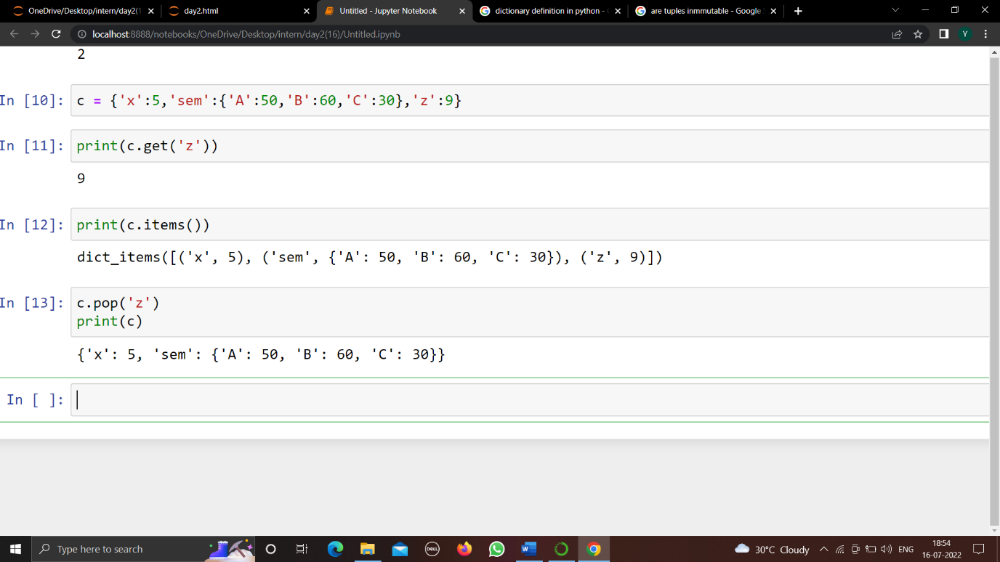 OneDrive/Desktop/intern/day2(1
day2.html
Untitled - Jupyter Notebook
dictionary definition in python -
are tuples inmmutable - Google
localhost:8888/notebooks/OneDrive/Desktop/intern/day2(16)/Untitled.ipynb
Y
2
In [10]: c = {'x':5,'sem':{'A':50,'B':60,'C':30},'z':9}
In [11]: print(c.get('z'))
9
In [12]: print(c.items())
dict_items([('x', 5), ('sem', {'A': 50, 'B': 60, 'C': 30}), ('z', 9)])
In [13]: c.pop('z')
print(c)
{'x': 5, 'sem': {'A': 50, 'B': 60, 'C': 30}}
In [ ]:
Type here to search
DELL
W
30°C Cloudy
ENG
18:54
16-07-2022